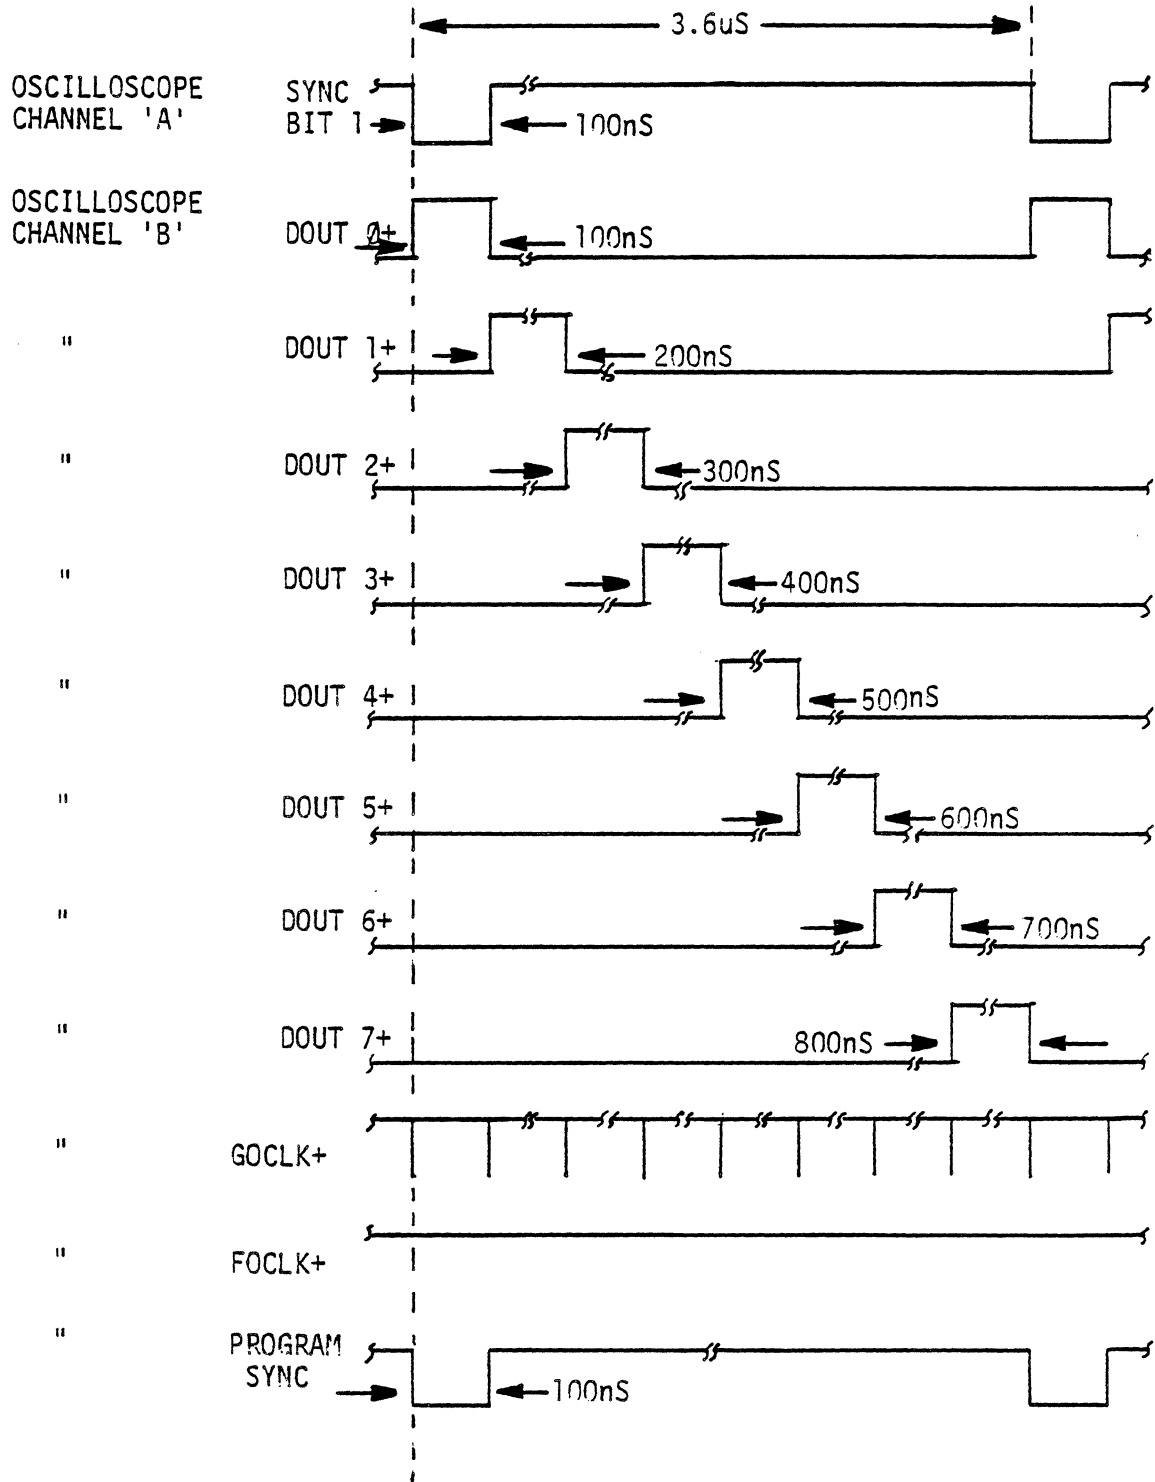 3.6uS
OSCILLOSCOPE
CHANNEL 'A'
SYNC
BIT 1
100nS
OSCILLOSCOPE
CHANNEL 'B'
DOUT 0+
100nS
" DOUT 1+ 200nS
" DOUT 2+ 300nS
" DOUT 3+ 400nS
" DOUT 4+ 500nS
" DOUT 5+ 600nS
" DOUT 6+ 700nS
" DOUT 7+ 800nS
" GOCLK+
" FOCLK+
" PROGRAM
SYNC
100nS